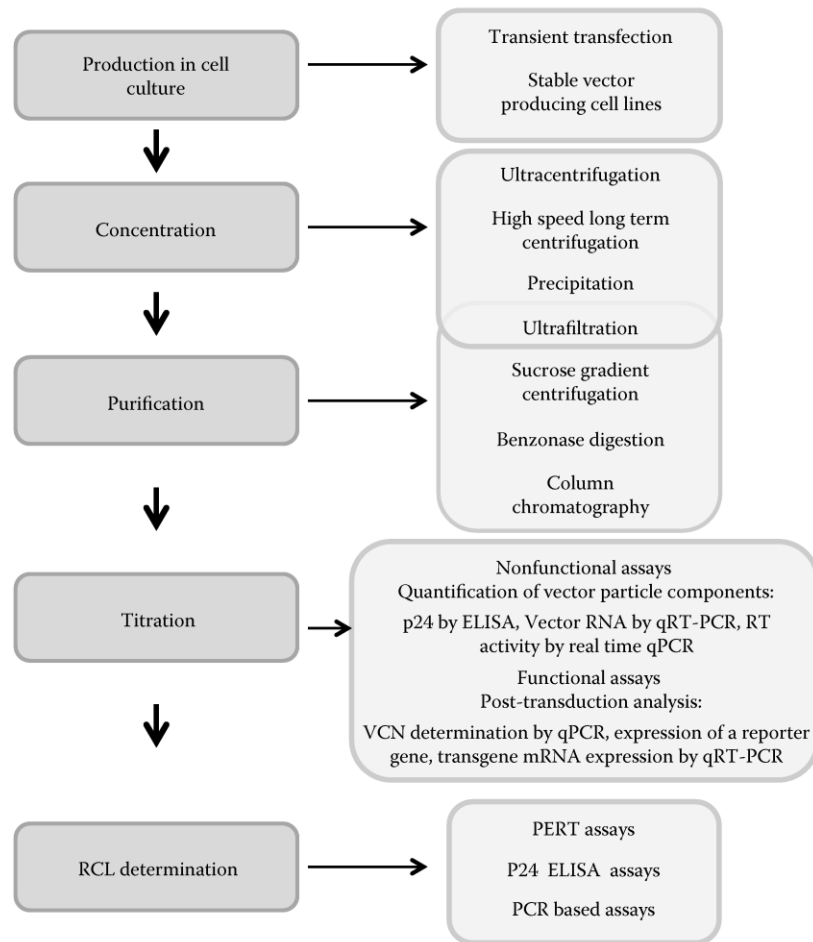 Production in cell
culture
Transient transfection
Stable vector
producing cell lines
Concentration
Ultracentrifugation
High speed long term
centrifugation
Precipitation
Ultrafiltration
Purification
Sucrose gradient
centrifugation
Benzonase digestion
Column
chromatography
Titration
Nonfunctional assays
Quantification of vector particle components:
p24 by ELISA, Vector RNA by qRT-PCR, RT
activity by real time qPCR
Functional assays
Post-transduction analysis:
VCN determination by qPCR, expression of a reporter
gene, transgene mRNA expression by qRT-PCR
RCL determination
PERT assays
P24 ELISA assays
PCR based assays